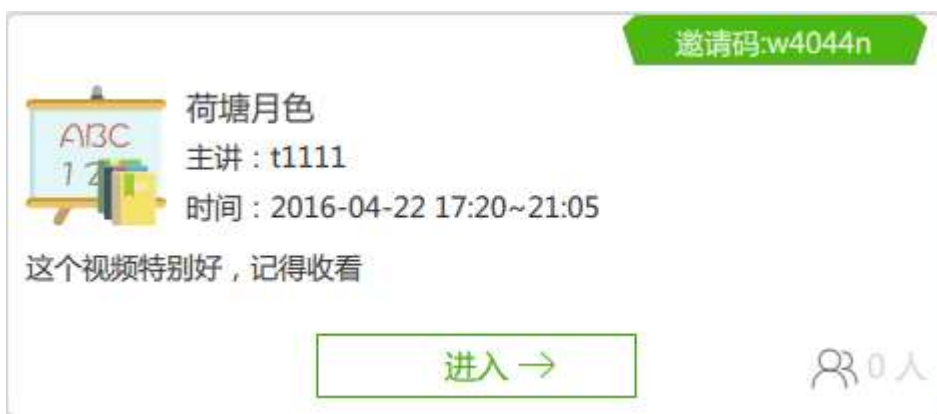 邀请码:w4044n
荷塘月色
ABC
12
主讲：t1111
时间：2016-04-22 17:20~21:05
这个视频特别好，记得收看
进入→
0人